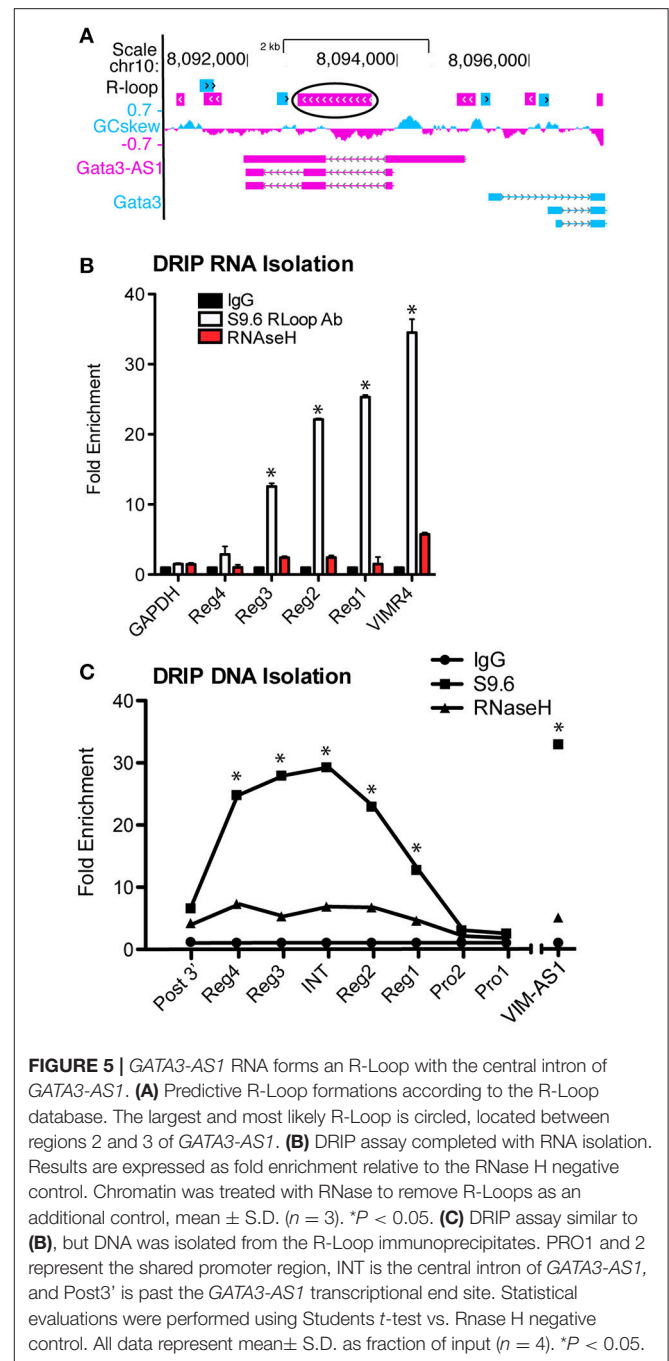 A
Scale
2 kb
chr10:
8,092,000
8,094,000
8,096,000
R-loop
0.7 -
GCskew
-0.7 -
Gata3-AS1
Gata3
B
DRIP RNA Isolation
IgG
S9.6 RLoop Ab
RNAseH
Fold Enrichment
40
30
20
10
0
* * * *
GAPDH Reg4 Reg3 Reg2 Reg1 VIMR4
C
DRIP DNA Isolation
IgG
S9.6
RNaseH
Fold Enrichment
40
30
20
10
0
* * * * * *
Post 3' Reg4 Reg3 INT Reg2 Reg1 Pro2 Pro1 VIM-AS1
FIGURE 5 | GATA3-AS1 RNA forms an R-Loop with the central intron of
GATA3-AS1. (A) Predictive R-Loop formations according to the R-Loop
database. The largest and most likely R-Loop is circled, located between
regions 2 and 3 of GATA3-AS1. (B) DRIP assay completed with RNA isolation.
Results are expressed as fold enrichment relative to the RNase H negative
control. Chromatin was treated with RNase to remove R-Loops as an
additional control, mean ± S.D. (n = 3). *P < 0.05. (C) DRIP assay similar to
(B), but DNA was isolated from the R-Loop immunoprecipitates. PRO1 and 2
represent the shared promoter region, INT is the central intron of GATA3-AS1,
and Post3' is past the GATA3-AS1 transcriptional end site. Statistical
evaluations were performed using Students t-test vs. Rnase H negative
control. All data represent mean± S.D. as fraction of input (n = 4). *P < 0.05.